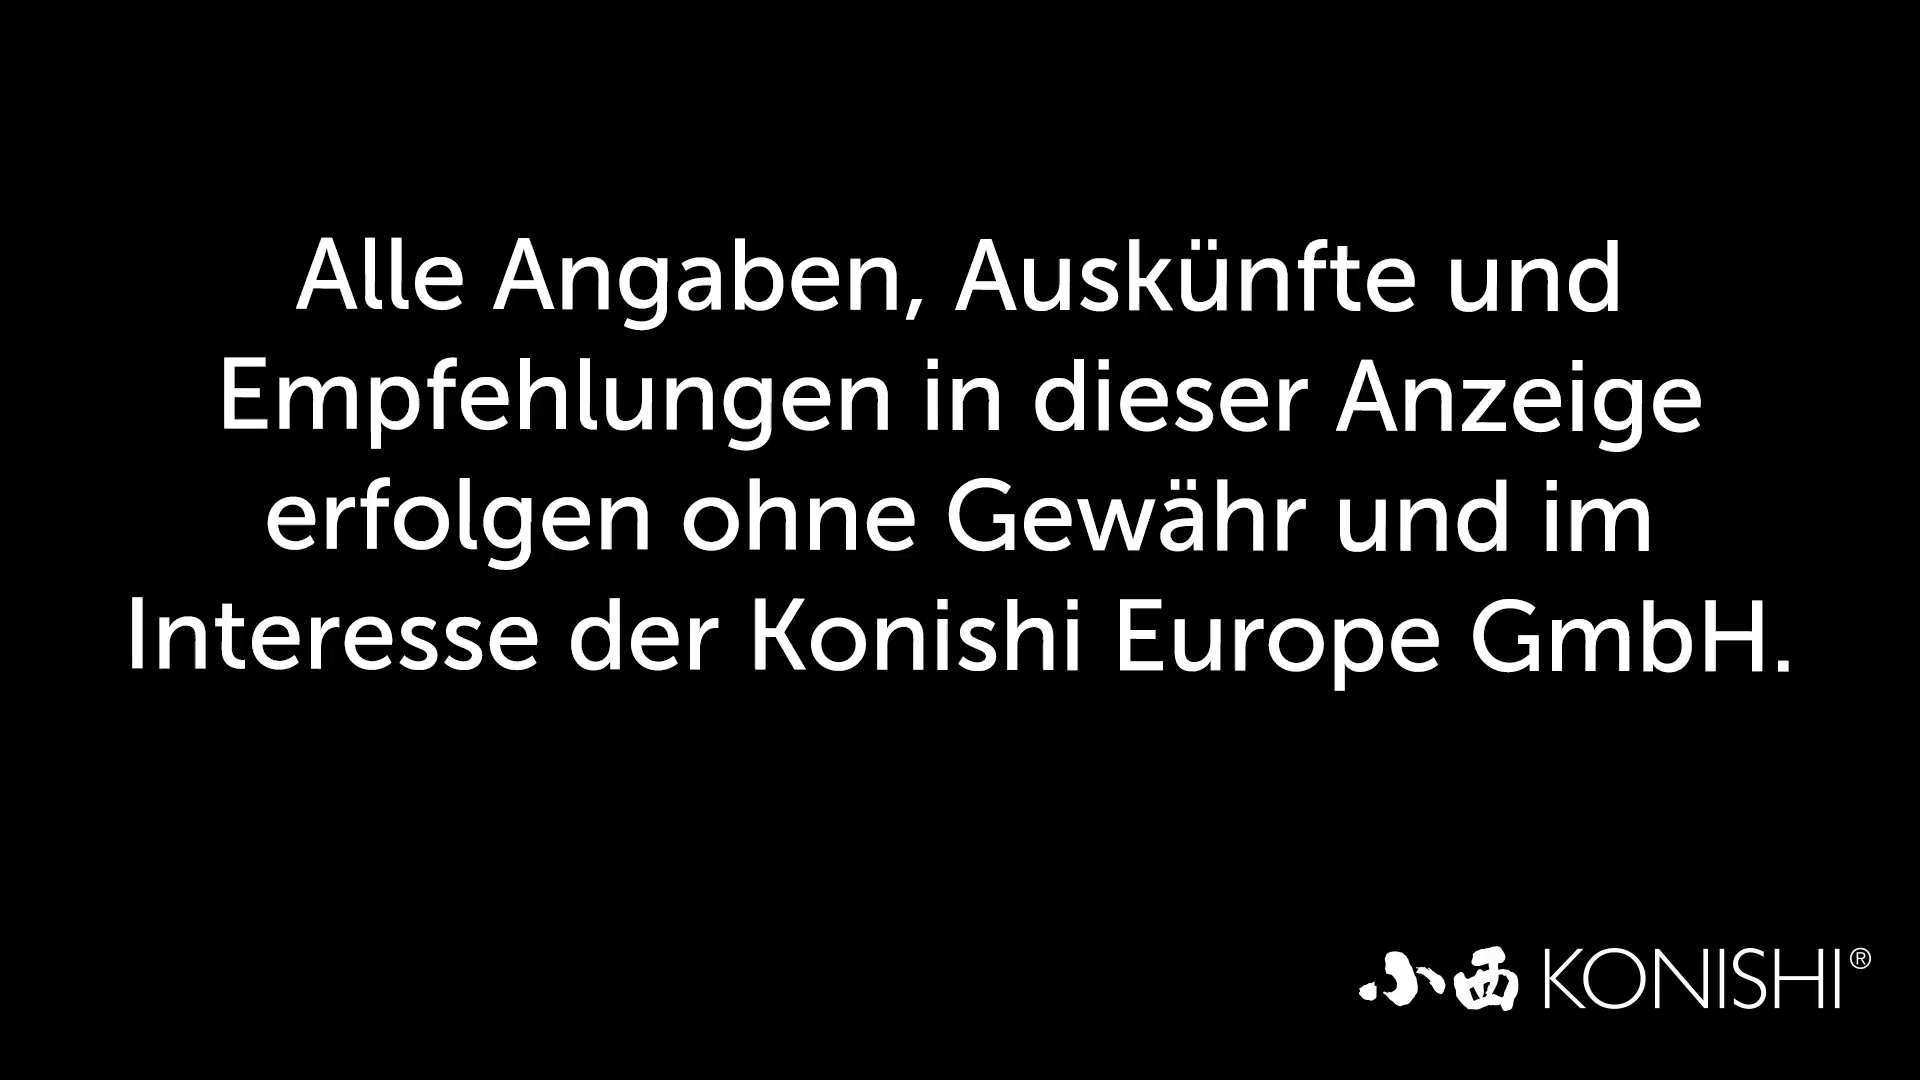 Alle Angaben, Auskünfte und
Empfehlungen in dieser Anzeige
erfolgen ohne Gewähr und im
Interesse der Konishi Europe GmbH.
小西 KONISHI®